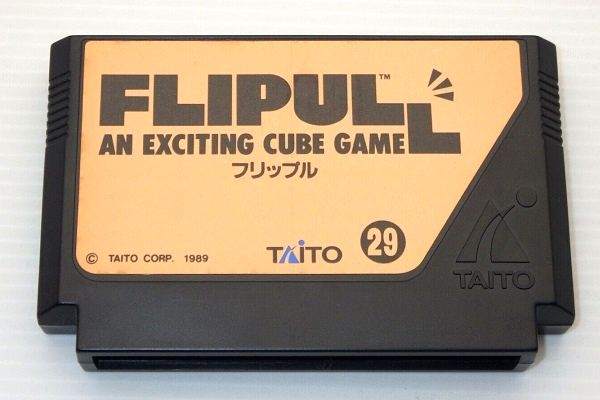 FLIPULL™
AN EXCITING CUBE GAME
フリップル
© TAITO CORP. 1989
TAITO
29
TAITO